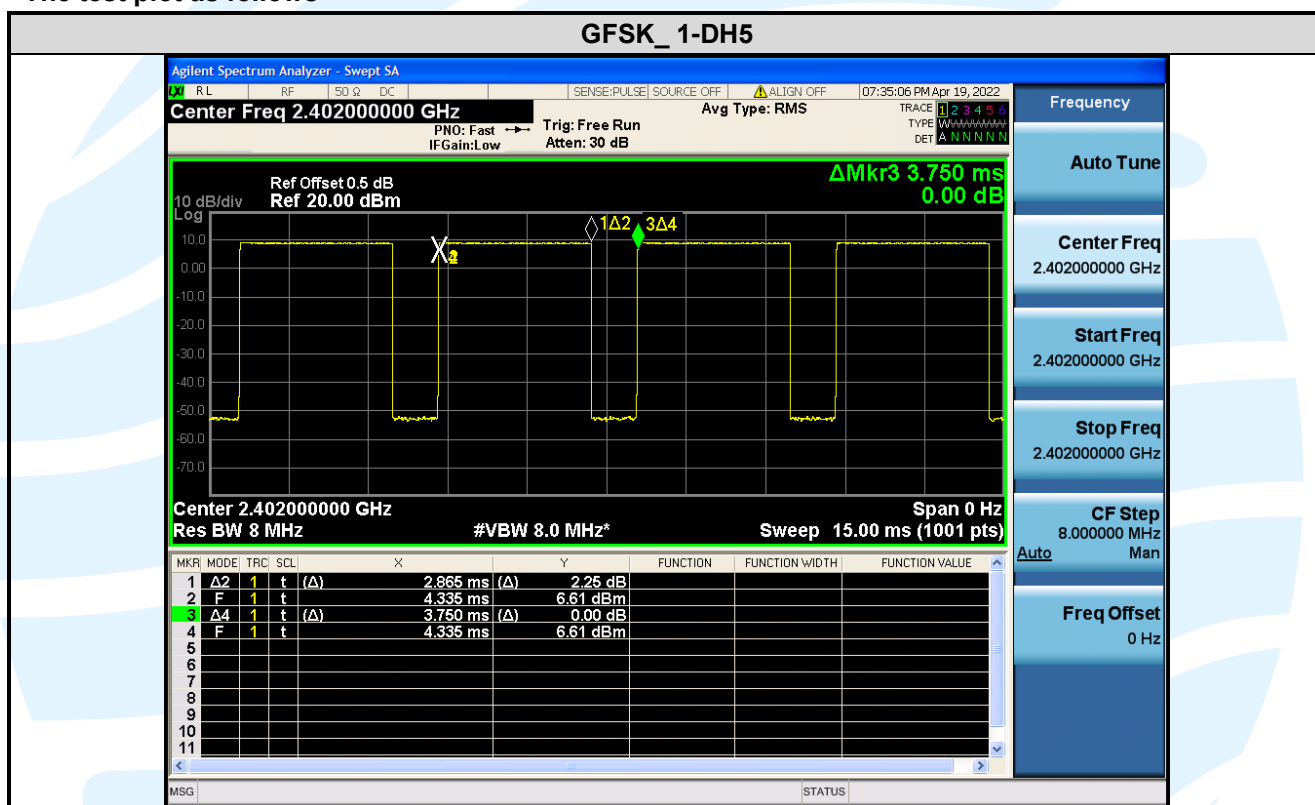 The test plot as follows
GFSK_ 1-DH5
Agilent Spectrum Analyzer - Swept SA
LXI RL RF 50 Ω DC SENSE:PULSE SOURCE OFF ALIGN OFF 07:35:06 PM Apr 19, 2022
Center Freq 2.402000000 GHz
PNO: Fast
IFGain:Low
Trig: Free Run
Atten: 30 dB
Avg Type: RMS
TRACE 1 2 3 4 5 6
TYPE WWWWWW
DET A N N N N N
ΔMkr3 3.750 ms
0.00 dB
Ref Offset 0.5 dB
10 dB/div Ref 20.00 dBm
Log
10.0
0.00
-10.0
-20.0
-30.0
-40.0
-50.0
-60.0
-70.0
1Δ2 3Δ4
Center 2.402000000 GHz Span 0 Hz
Res BW 8 MHz #VBW 8.0 MHz* Sweep 15.00 ms (1001 pts)
MKR MODE TRC SCL X Y FUNCTION FUNCTION WIDTH FUNCTION VALUE
1 Δ2 1 t (Δ) 2.865 ms (Δ) 2.25 dB
2 F 1 t 4.335 ms 6.61 dBm
3 Δ4 1 t (Δ) 3.750 ms (Δ) 0.00 dB
4 F 1 t 4.335 ms 6.61 dBm
5
6
7
8
9
10
11
MSG STATUS
Frequency
Auto Tune
Center Freq
2.402000000 GHz
Start Freq
2.402000000 GHz
Stop Freq
2.402000000 GHz
CF Step
8.000000 MHz
Auto Man
Freq Offset
0 Hz